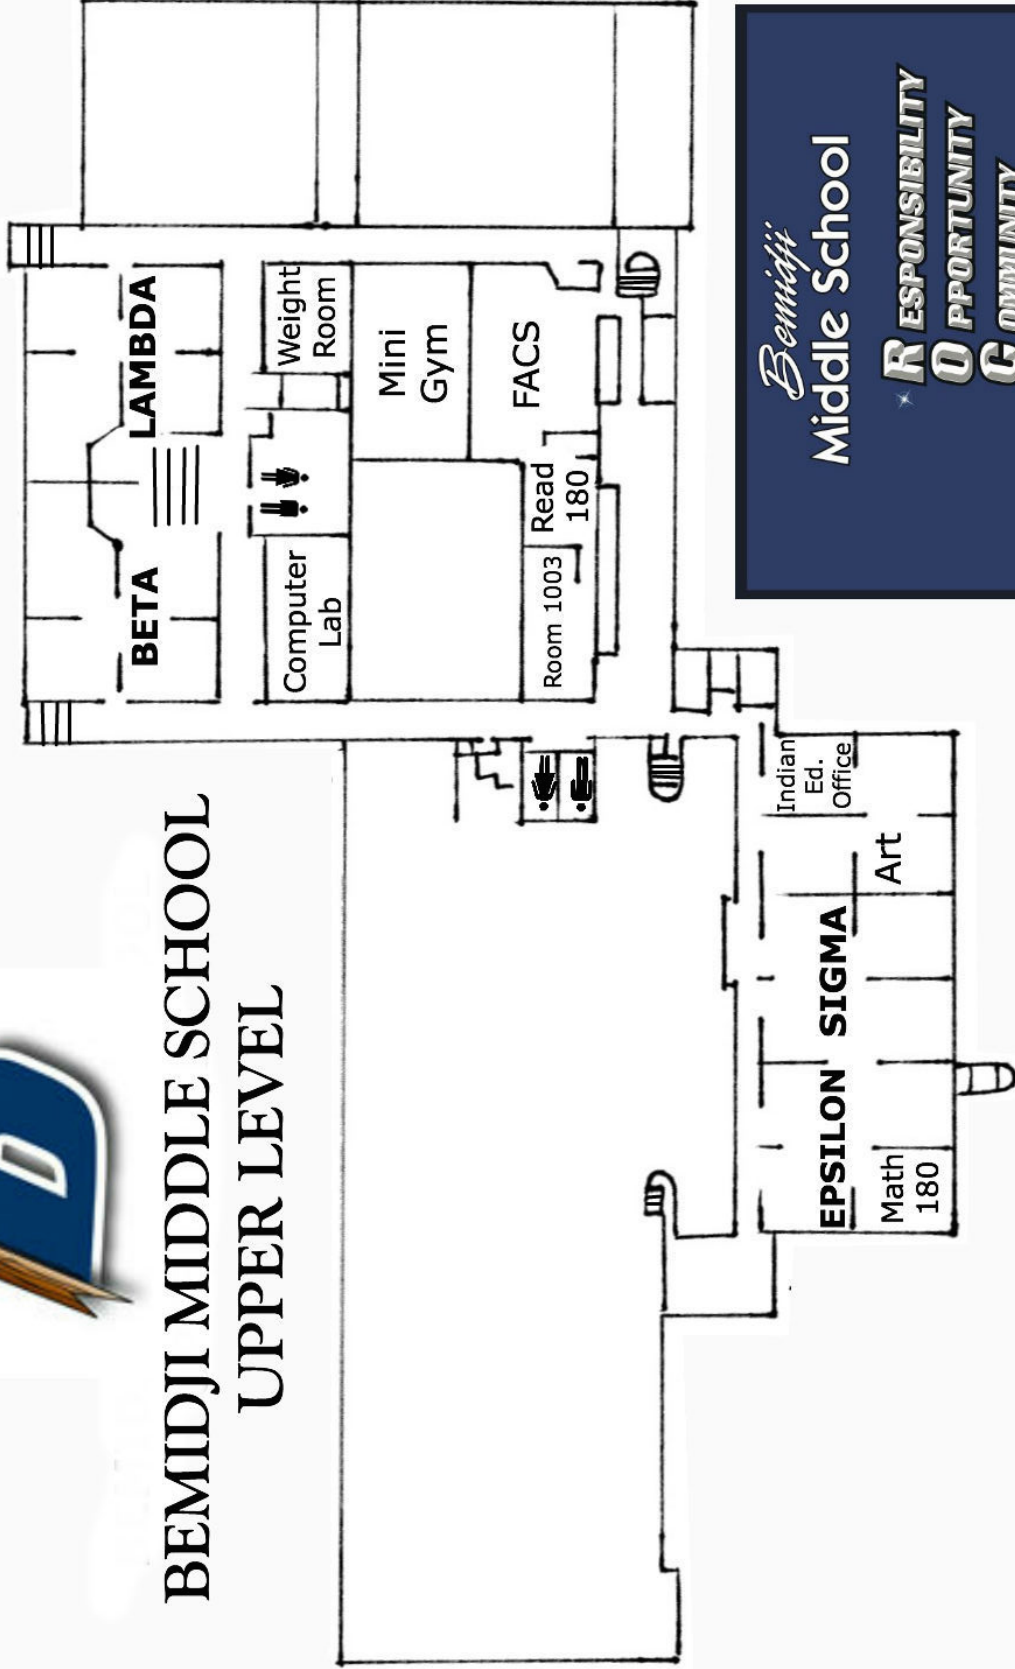 BEMIDJI MIDDLE SCHOOL
UPPER LEVEL
D
BETA
LAMBDA
Computer
Lab
Weight
Room
Mini
Gym
FACS
Read
180
Room 1003
Indian
Ed.
Office
Art
SIGMA
EPSILON
Math
180
Bemidji
Middle School
RESPONSIBILITY
OPPORTUNITY
COMMUNITY